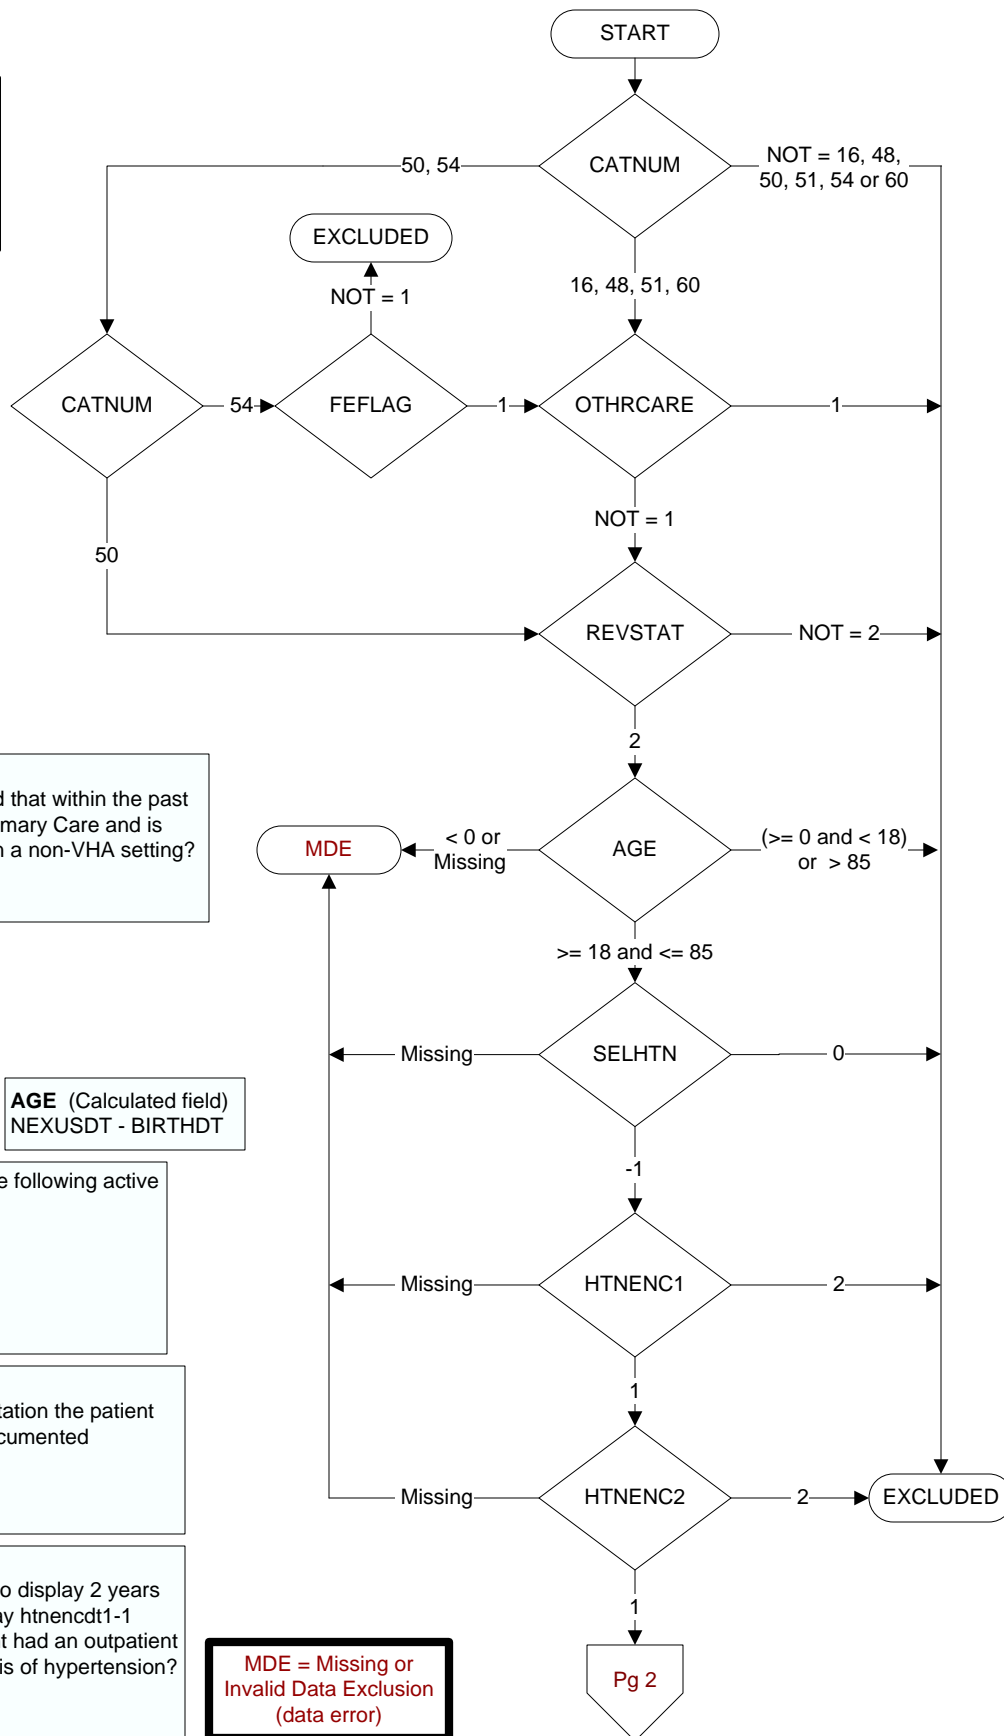 START
CATNUM
50, 54
NOT = 16, 48,
50, 51, 54 or 60
EXCLUDED
NOT = 1
16, 48, 51, 60
CATNUM
54
FEFLAG
1
OTHRCARE
1
NOT = 1
50
REVSTAT
NOT = 2
2
d that within the past
mary Care and is
n a non-VHA setting?
MDE
< 0 or
Missing
AGE
(>= 0 and < 18)
or > 85
>= 18 and <= 85
Missing
SELHTN
0
AGE (Calculated field)
NEXUSDT - BIRTHDT
-1
e following active
Missing
HTNENC1
2
1
tation the patient
cumented
Missing
HTNENC2
2
EXCLUDED
o display 2 years
ay htnencdt1-1
nt had an outpatient
is of hypertension?
1
MDE = Missing or
Invalid Data Exclusion
(data error)
Pg 2